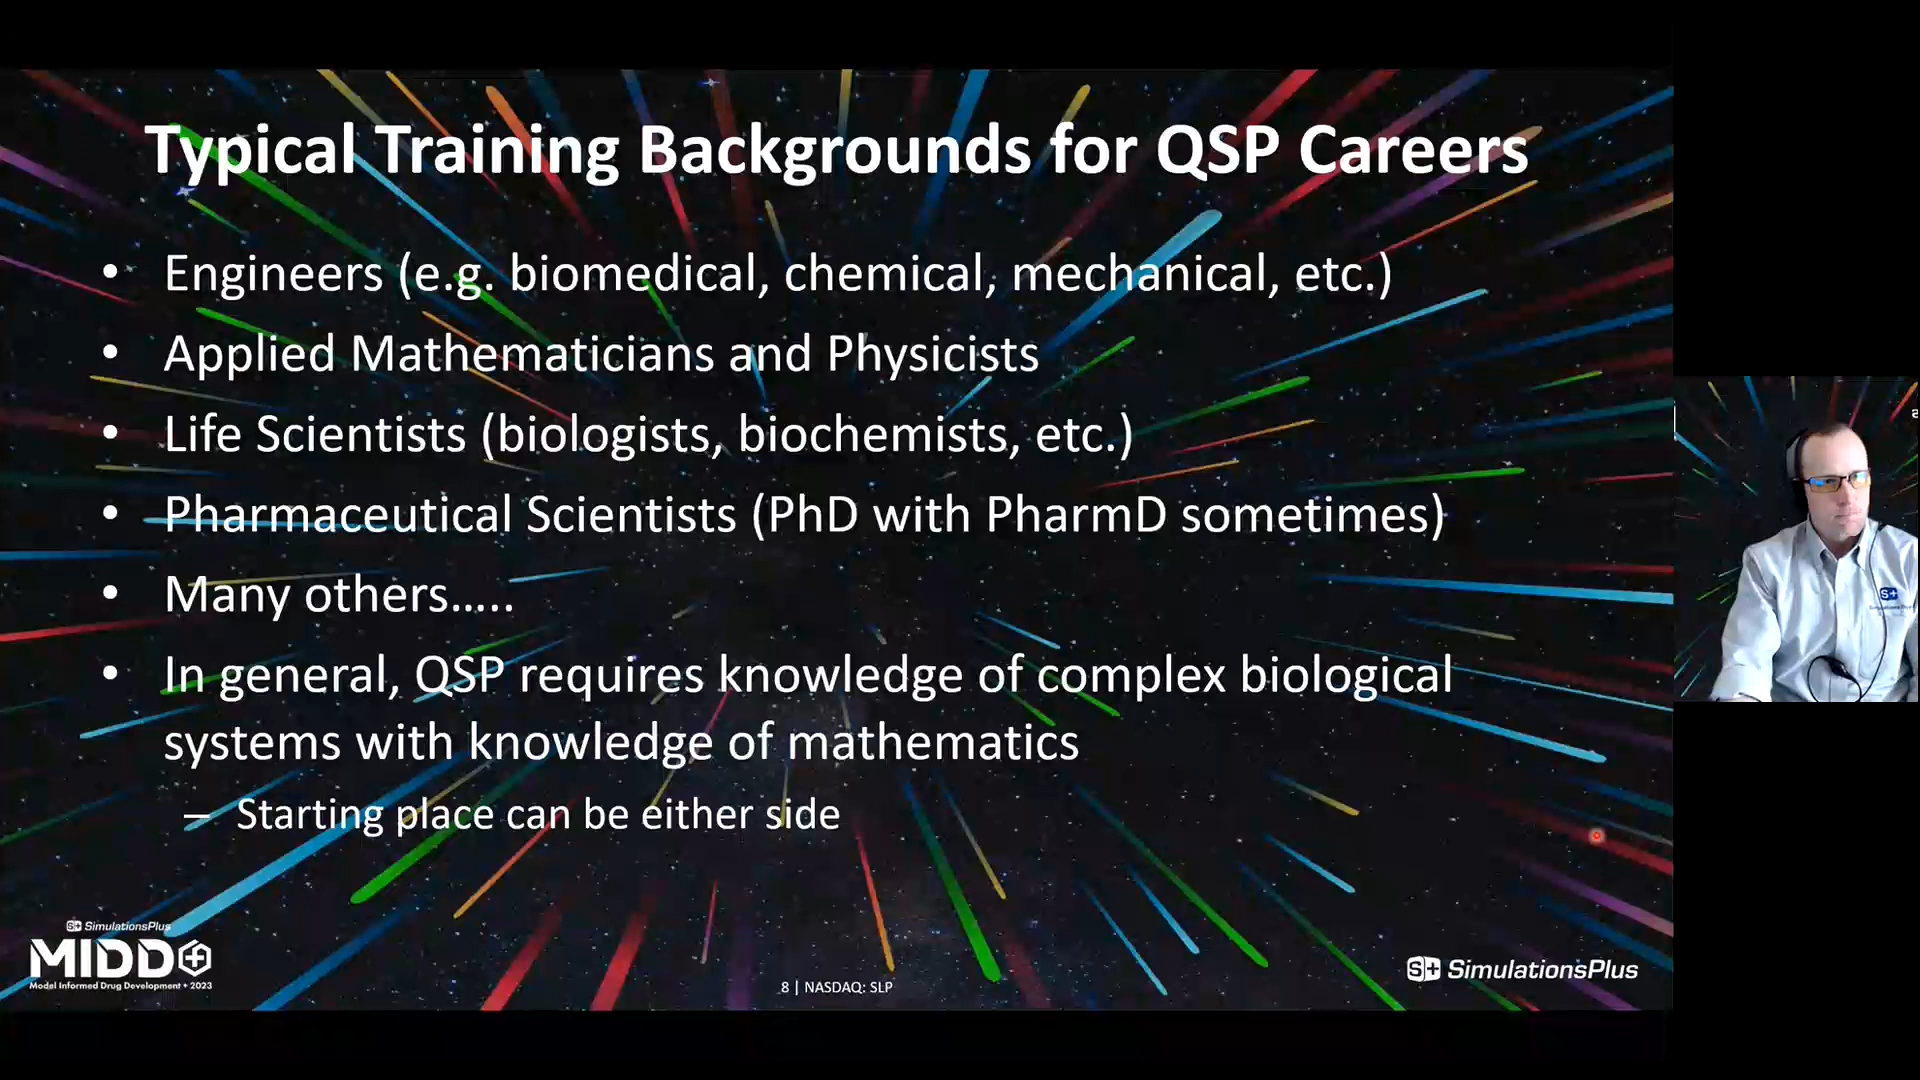 Typical Training Backgrounds for QSP Careers
• Engineers (e.g. biomedical, chemical, mechanical, etc.)
• Applied Mathematicians and Physicists
• Life Scientists (biologists, biochemists, etc.)
• Pharmaceutical Scientists (PhD with PharmD sometimes)
• Many others…..
• In general, QSP requires knowledge of complex biological
systems with knowledge of mathematics
– Starting place can be either side
S+ SimulationsPlus
MIDD+
Model Informed Drug Development • 2023
8 | NASDAQ: SLP
S+ SimulationsPlus
S+